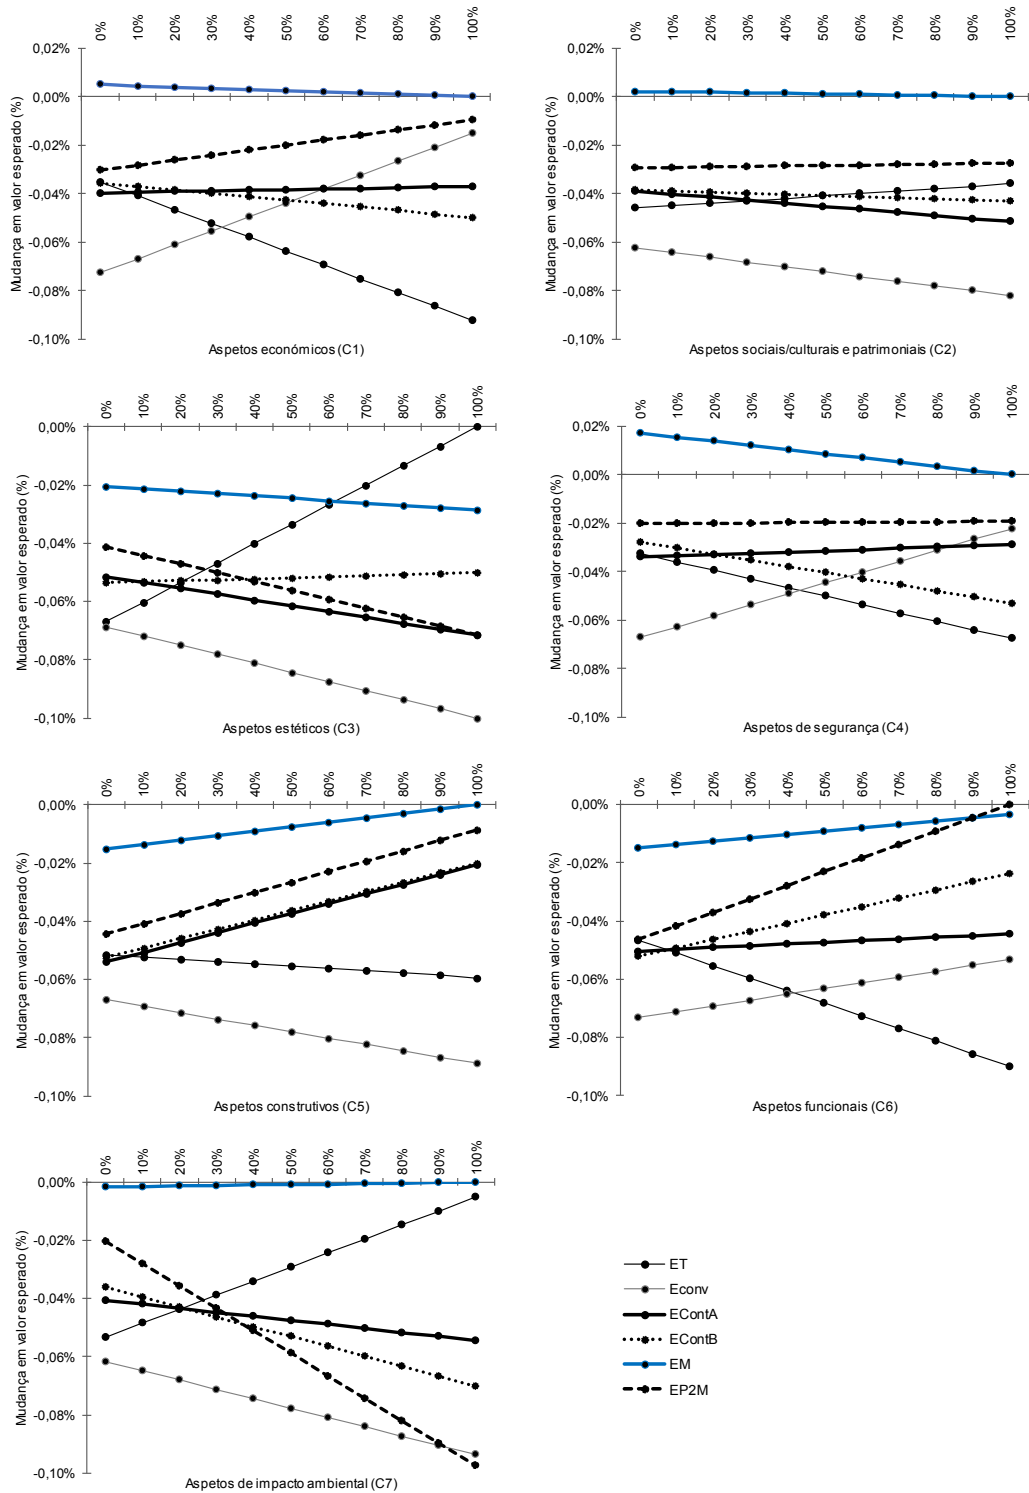 0% 10% 20% 30% 40% 50% 60% 70% 80% 90% 100%
0,02%
0,00%
-0,02%
-0,04%
-0,06%
-0,08%
-0,10%
Mudança em valor esperado (%)
Aspetos económicos (C1)
0% 10% 20% 30% 40% 50% 60% 70% 80% 90% 100%
0,02%
0,00%
-0,02%
-0,04%
-0,06%
-0,08%
-0,10%
Mudança em valor esperado (%)
Aspetos sociais/culturais e patrimoniais (C2)
0% 10% 20% 30% 40% 50% 60% 70% 80% 90% 100%
0,00%
-0,02%
-0,04%
-0,06%
-0,08%
-0,10%
Mudança em valor esperado (%)
Aspetos estéticos (C3)
0% 10% 20% 30% 40% 50% 60% 70% 80% 90% 100%
0,02%
0,00%
-0,02%
-0,04%
-0,06%
-0,08%
-0,10%
Mudança em valor esperado (%)
Aspetos de segurança (C4)
0% 10% 20% 30% 40% 50% 60% 70% 80% 90% 100%
0,00%
-0,02%
-0,04%
-0,06%
-0,08%
-0,10%
Mudança em valor esperado (%)
Aspetos construtivos (C5)
0% 10% 20% 30% 40% 50% 60% 70% 80% 90% 100%
0,00%
-0,02%
-0,04%
-0,06%
-0,08%
-0,10%
Mudança em valor esperado (%)
Aspetos funcionais (C6)
0% 10% 20% 30% 40% 50% 60% 70% 80% 90% 100%
0,00%
-0,02%
-0,04%
-0,06%
-0,08%
-0,10%
Mudança em valor esperado (%)
Aspetos de impacto ambiental (C7)
ET
Econv
EContA
EContB
EM
EP2M